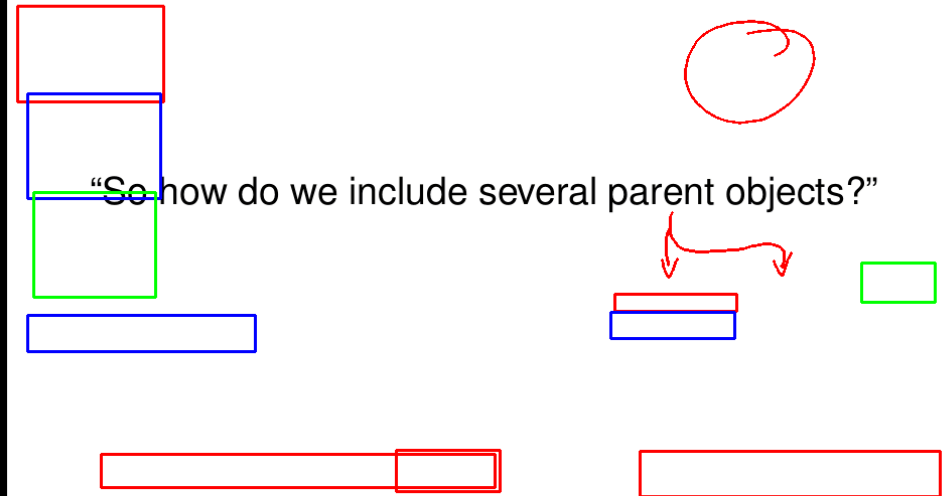 “So how do we include several parent objects?”